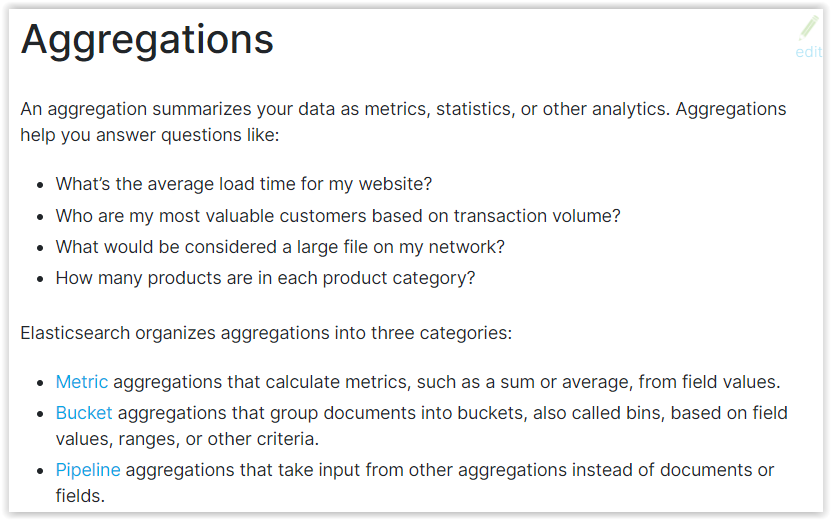 Aggregations
edit
An aggregation summarizes your data as metrics, statistics, or other analytics. Aggregations
help you answer questions like:
• What’s the average load time for my website?
• Who are my most valuable customers based on transaction volume?
• What would be considered a large file on my network?
• How many products are in each product category?
Elasticsearch organizes aggregations into three categories:
• Metric aggregations that calculate metrics, such as a sum or average, from field values.
• Bucket aggregations that group documents into buckets, also called bins, based on field
values, ranges, or other criteria.
• Pipeline aggregations that take input from other aggregations instead of documents or
fields.